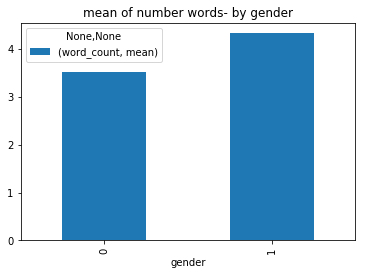 mean of number words- by gender
None,None
(word_count, mean)
4
3
2
1
0
0
1
gender